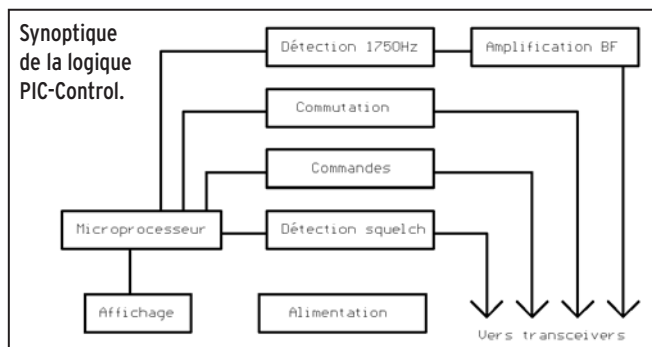 Synoptique
de la logique
PIC-Control.
Détection 1750Hz
Amplification BF
Commutation
Commandes
Microprocesseur
Détection squelch
Affichage
Alimentation
Vers transceivers